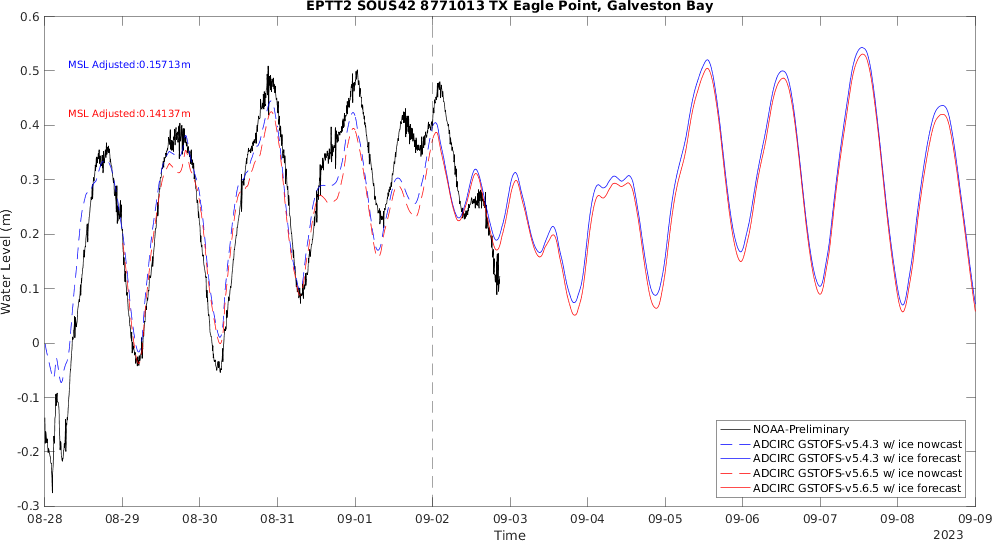 EPTT2 SOUS42 8771013 TX Eagle Point, Galveston Bay
0.6
0.5
0.4
0.3
0.2
0.1
0
-0.1
-0.2
-0.3
Water Level (m)
MSL Adjusted:0.15713m
MSL Adjusted:0.14137m
NOAA-Preliminary
ADCIRC GSTOFS-v5.4.3 w/ ice nowcast
ADCIRC GSTOFS-v5.4.3 w/ ice forecast
ADCIRC GSTOFS-v5.6.5 w/ ice nowcast
ADCIRC GSTOFS-v5.6.5 w/ ice forecast
08-28 08-29 08-30 08-31 09-01 09-02 09-03 09-04 09-05 09-06 09-07 09-08 09-09
Time
2023